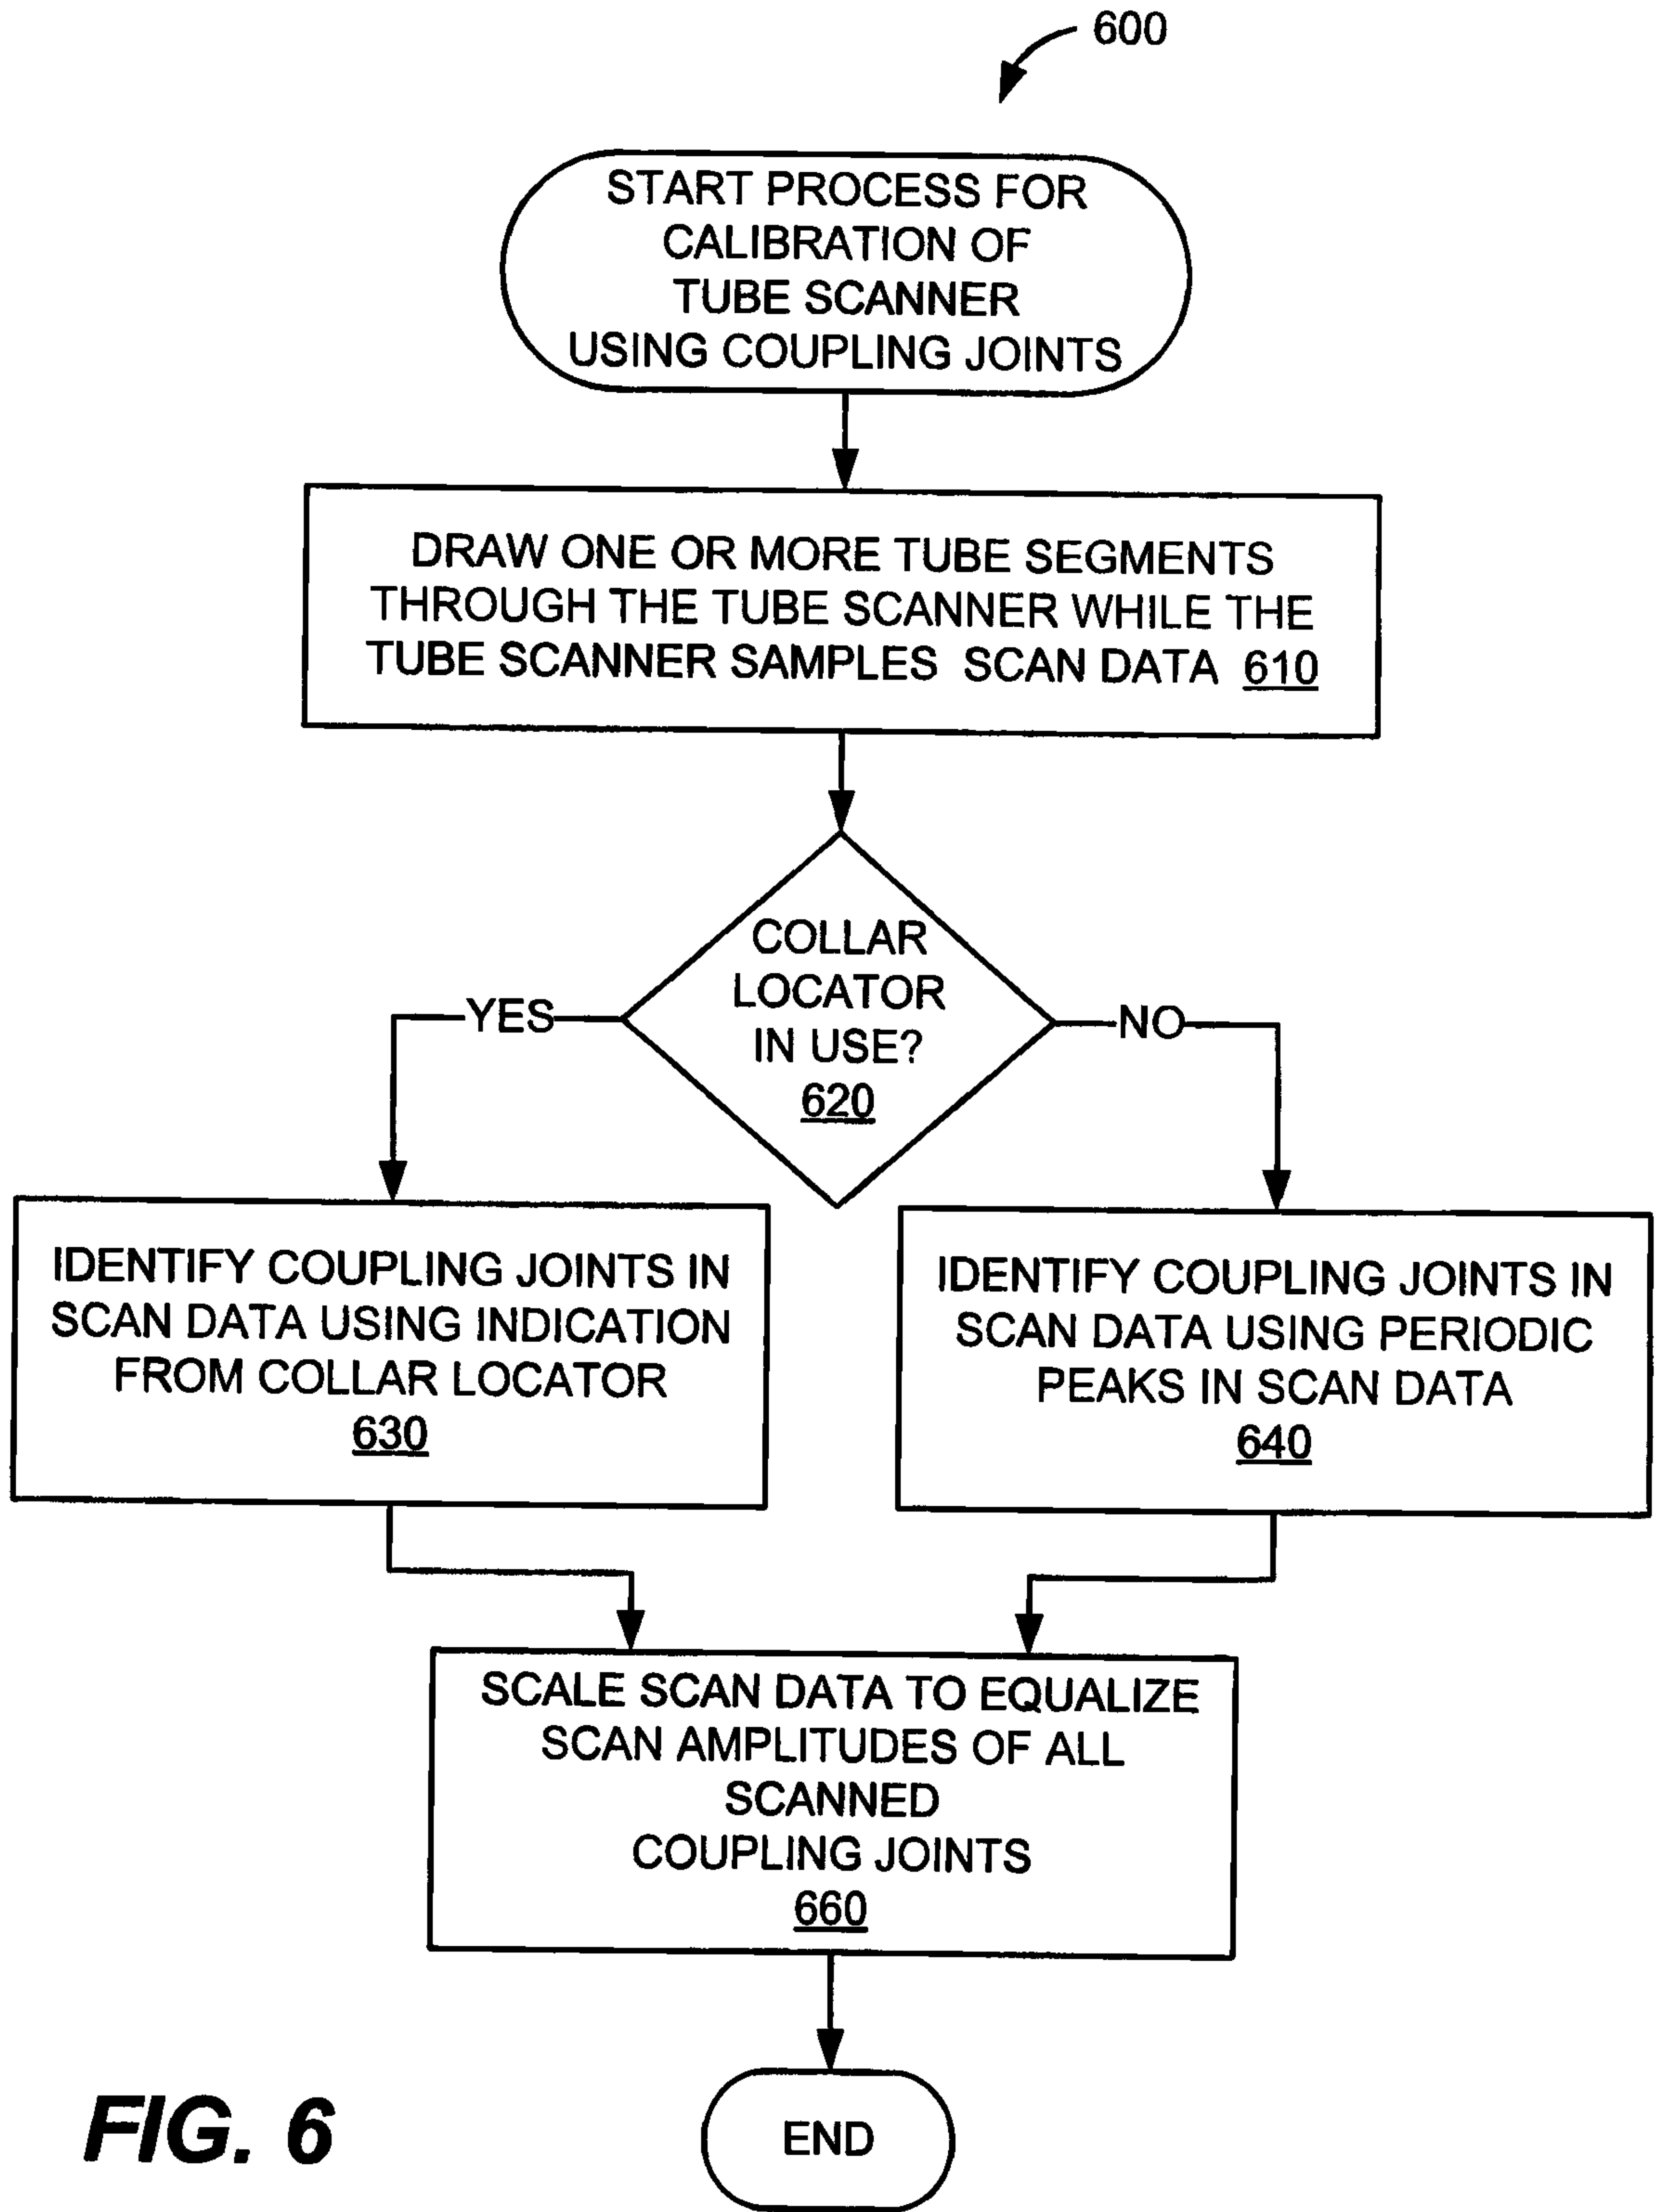 600
START PROCESS FOR
CALIBRATION OF
TUBE SCANNER
USING COUPLING JOINTS
DRAW ONE OR MORE TUBE SEGMENTS
THROUGH THE TUBE SCANNER WHILE THE
TUBE SCANNER SAMPLES SCAN DATA 610
COLLAR
LOCATOR
IN USE?
620
YES
NO
IDENTIFY COUPLING JOINTS IN
SCAN DATA USING INDICATION
FROM COLLAR LOCATOR
630
IDENTIFY COUPLING JOINTS IN
SCAN DATA USING PERIODIC
PEAKS IN SCAN DATA
640
SCALE SCAN DATA TO EQUALIZE
SCAN AMPLITUDES OF ALL
SCANNED
COUPLING JOINTS
660
END
FIG. 6